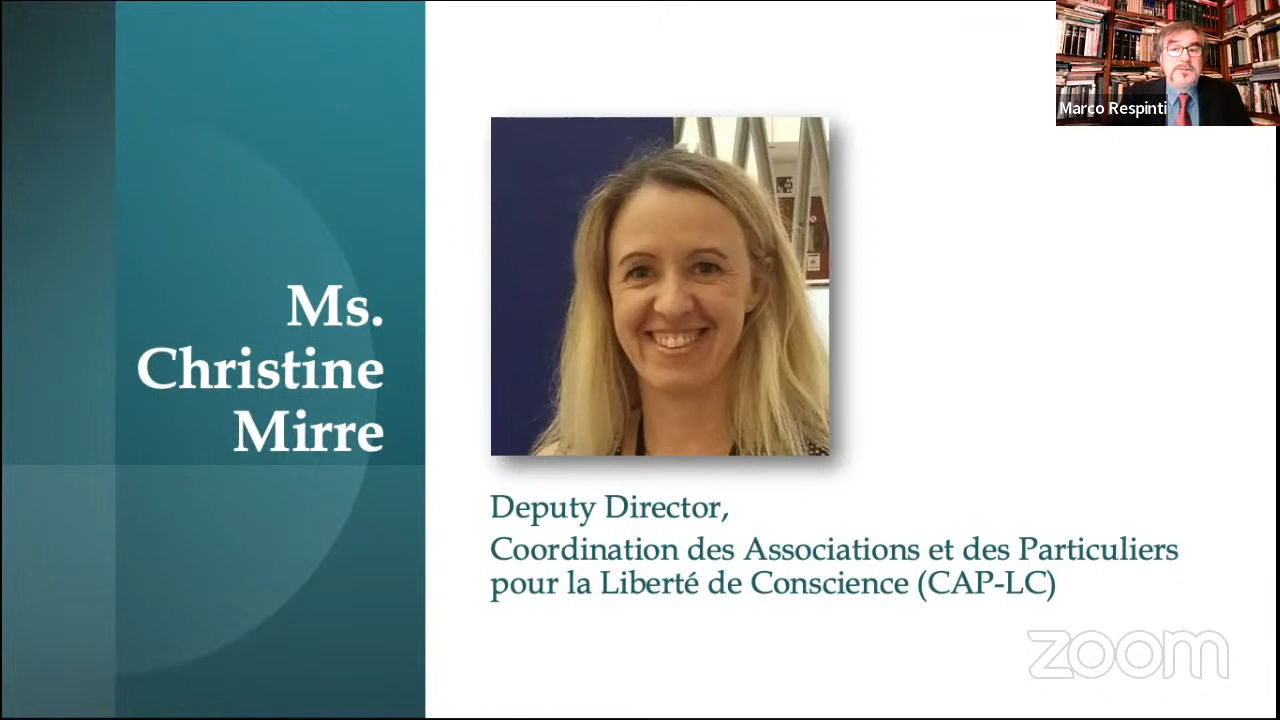 Marco Respinti
Ms.
Christine
Mirre
Deputy Director,
Coordination des Associations et des Particuliers
pour la Liberté de Conscience (CAP-LC)
zoom